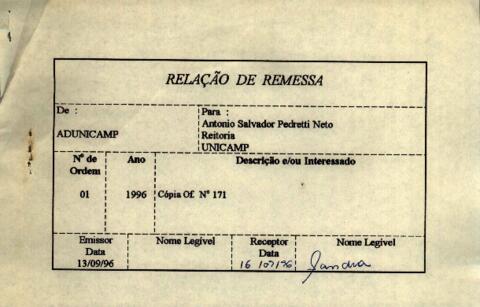 RELAÇÃO DE REMESSA
De :
ADUNICAMP
Para :
Antonio Salvador Pedretti Neto
Reitoria
UNICAMP
Nº de Ordem Ano Descrição e/ou Interessado
01 1996 Cópia Of. Nº 171
Emissor Data Nome Legível Receptor Data Nome Legível
13/09/96 16/09/96 Sandra